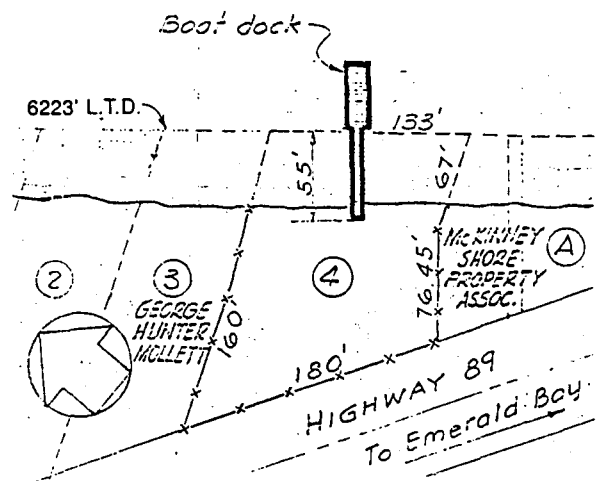 Boat dock
6223' L.T.D.
133'
55'
67'
2
3
4
A
McKINNEY
SHORE
PROPERTY
ASSOC.
GEORGE
HUNTER
MOLLETT
160'
76.45'
180'
HIGHWAY 89
To Emerald Bay